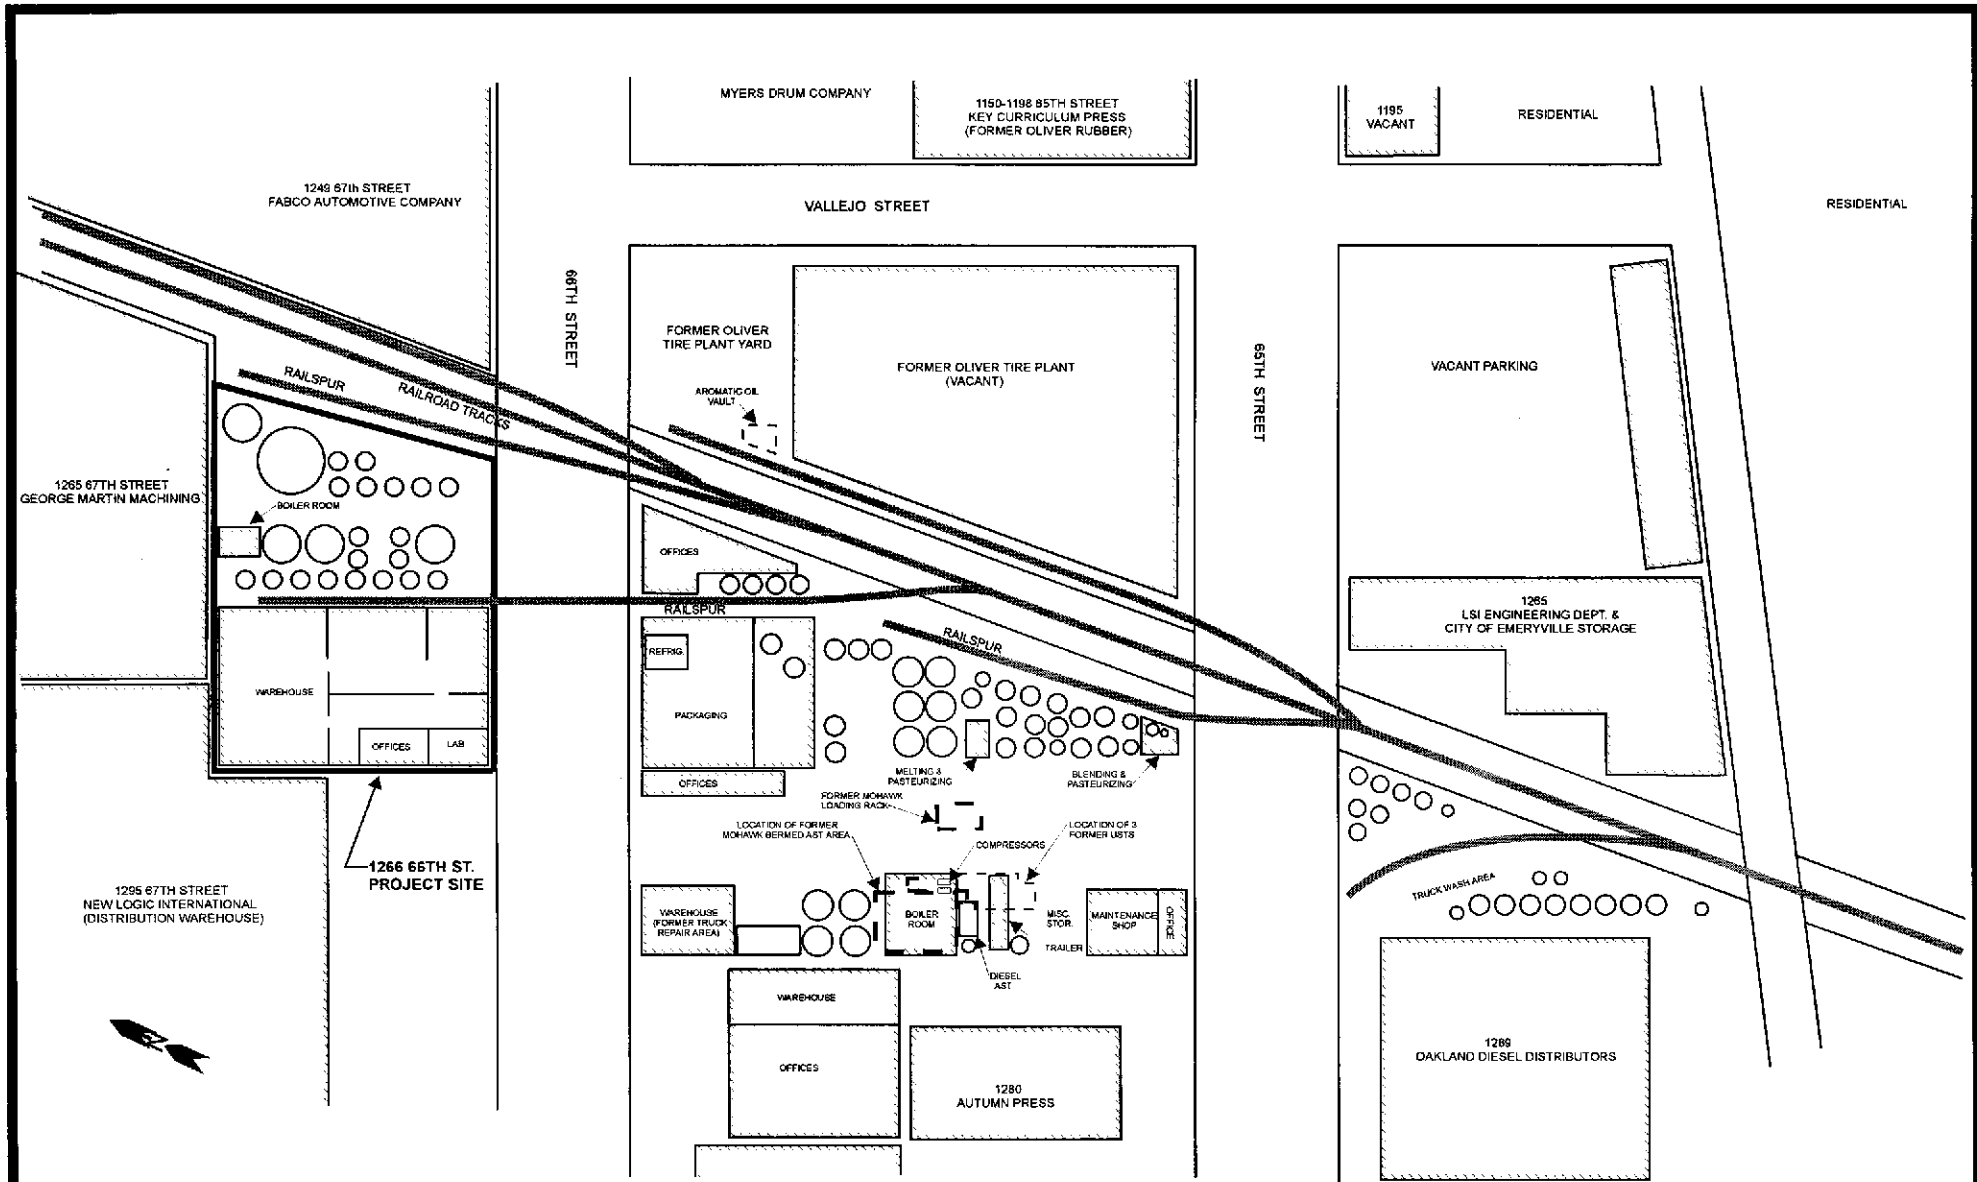 MYERS DRUM COMPANY
1150-1198 65TH STREET
KEY CURRICULUM PRESS
(FORMER OLIVER RUBBER)
1195
VACANT
RESIDENTIAL
1249 67th STREET
FABCO AUTOMOTIVE COMPANY
VALLEJO STREET
RESIDENTIAL
66TH STREET
FORMER OLIVER
TIRE PLANT YARD
FORMER OLIVER TIRE PLANT
(VACANT)
65TH STREET
VACANT PARKING
RAILSPUR
RAILROAD TRACKS
AROMATIC OIL
VAULT
1265 67TH STREET
GEORGE MARTIN MACHINING
BOILER ROOM
OFFICES
RAILSPUR
1265
LSI ENGINEERING DEPT. &
CITY OF EMERYVILLE STORAGE
REFRIG.
RAILSPUR
WAREHOUSE
PACKAGING
OFFICES
LAB
OFFICES
MELTING &
PASTEURIZING
BLENDING &
PASTEURIZING
FORMER MOHAWK
LOADING RACK
LOCATION OF FORMER
MOHAWK BERMED AST AREA
LOCATION OF 3
FORMER USTS
COMPRESSORS
1266 66TH ST.
PROJECT SITE
1295 67TH STREET
NEW LOGIC INTERNATIONAL
(DISTRIBUTION WAREHOUSE)
TRUCK WASH AREA
WAREHOUSE
(FORMER TRUCK
REPAIR AREA)
BOILER
ROOM
MISC.
STOR.
TRAILER
MAINTENANCE
SHOP
OFFICE
DIESEL
AST
WAREHOUSE
OFFICES
1280
AUTUMN PRESS
1289
OAKLAND DIESEL DISTRIBUTORS
N